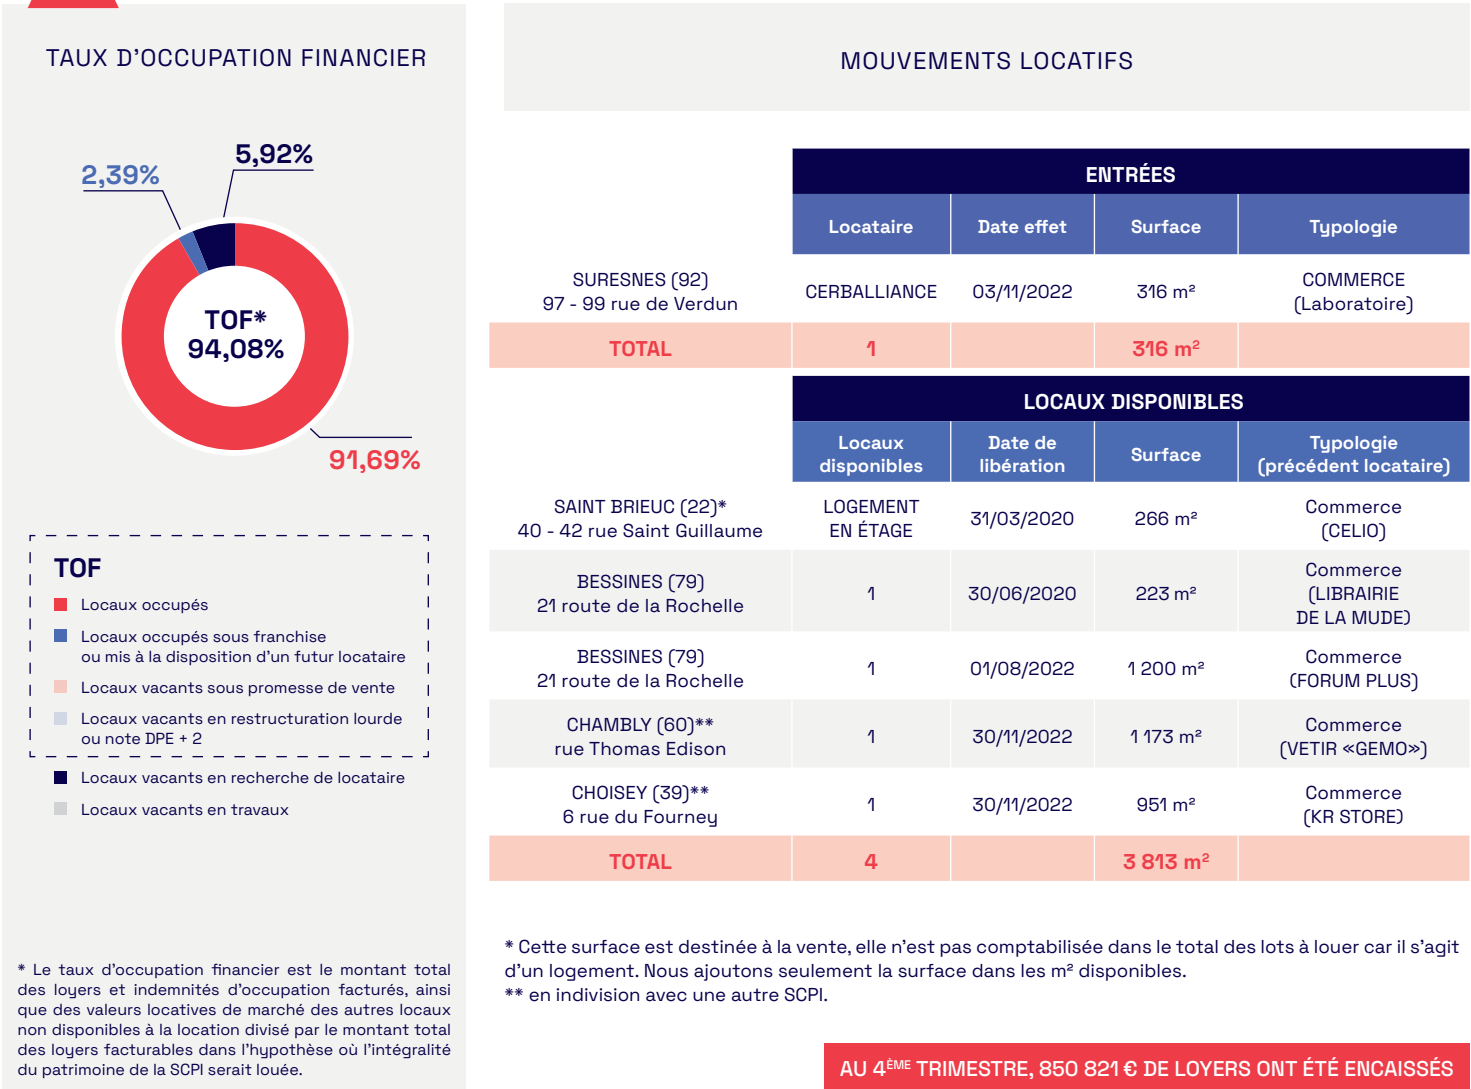 TAUX D'OCCUPATION FINANCIER
5,92%
2,39%
TOF*
94,08%
91,69%
TOF
Locaux occupés
Locaux occupés sous franchise
ou mis à la disposition d'un futur locataire
Locaux vacants sous promesse de vente
Locaux vacants en restructuration lourde
ou note DPE + 2
Locaux vacants en recherche de locataire
Locaux vacants en travaux
* Le taux d'occupation financier est le montant total
des loyers et indemnités d'occupation facturés, ainsi
que des valeurs locatives de marché des autres locaux
non disponibles à la location divisé par le montant total
des loyers facturables dans l'hypothèse où l'intégralité
du patrimoine de la SCPI serait louée.
MOUVEMENTS LOCATIFS
ENTRÉES
Locataire Date effet Surface Typologie
SURESNES (92)
97 - 99 rue de Verdun
CERBALLIANCE 03/11/2022 316 m²
COMMERCE
(Laboratoire)
TOTAL 1 316 m²
LOCAUX DISPONIBLES
Locaux
disponibles
Date de
libération
Surface
Typologie
(précédent locataire)
SAINT BRIEUC (22)*
40 - 42 rue Saint Guillaume
LOGEMENT
EN ÉTAGE
31/03/2020 266 m²
Commerce
(CELIO)
BESSINES (79)
21 route de la Rochelle
1 30/06/2020 223 m²
Commerce
(LIBRAIRIE
DE LA MUDE)
BESSINES (79)
21 route de la Rochelle
1 01/08/2022 1 200 m²
Commerce
(FORUM PLUS)
CHAMBLY (60)**
rue Thomas Edison
1 30/11/2022 1 173 m²
Commerce
(VETIR «GEMO»)
CHOISEY (39)**
6 rue du Fourney
1 30/11/2022 951 m²
Commerce
(KR STORE)
TOTAL 4 3 813 m²
* Cette surface est destinée à la vente, elle n'est pas comptabilisée dans le total des lots à louer car il s'agit
d'un logement. Nous ajoutons seulement la surface dans les m² disponibles.
** en indivision avec une autre SCPI.
AU 4ÈME TRIMESTRE, 850 821 € DE LOYERS ONT ÉTÉ ENCAISSÉS